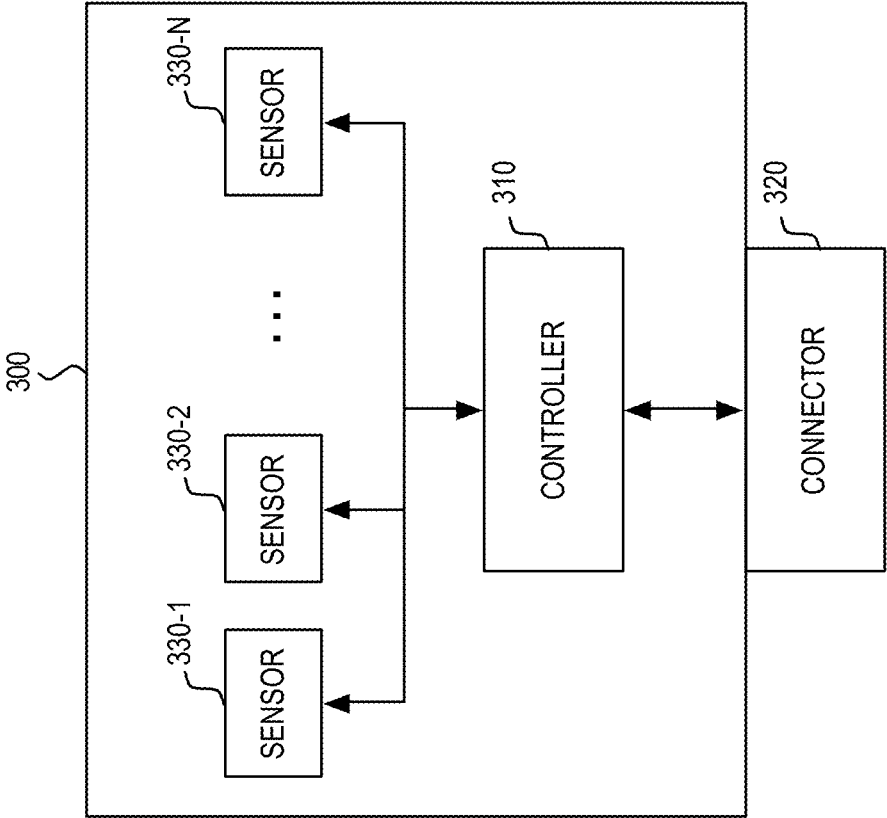 300
330-1
330-2
330-N
SENSOR
SENSOR
...
SENSOR
310
CONTROLLER
320
CONNECTOR